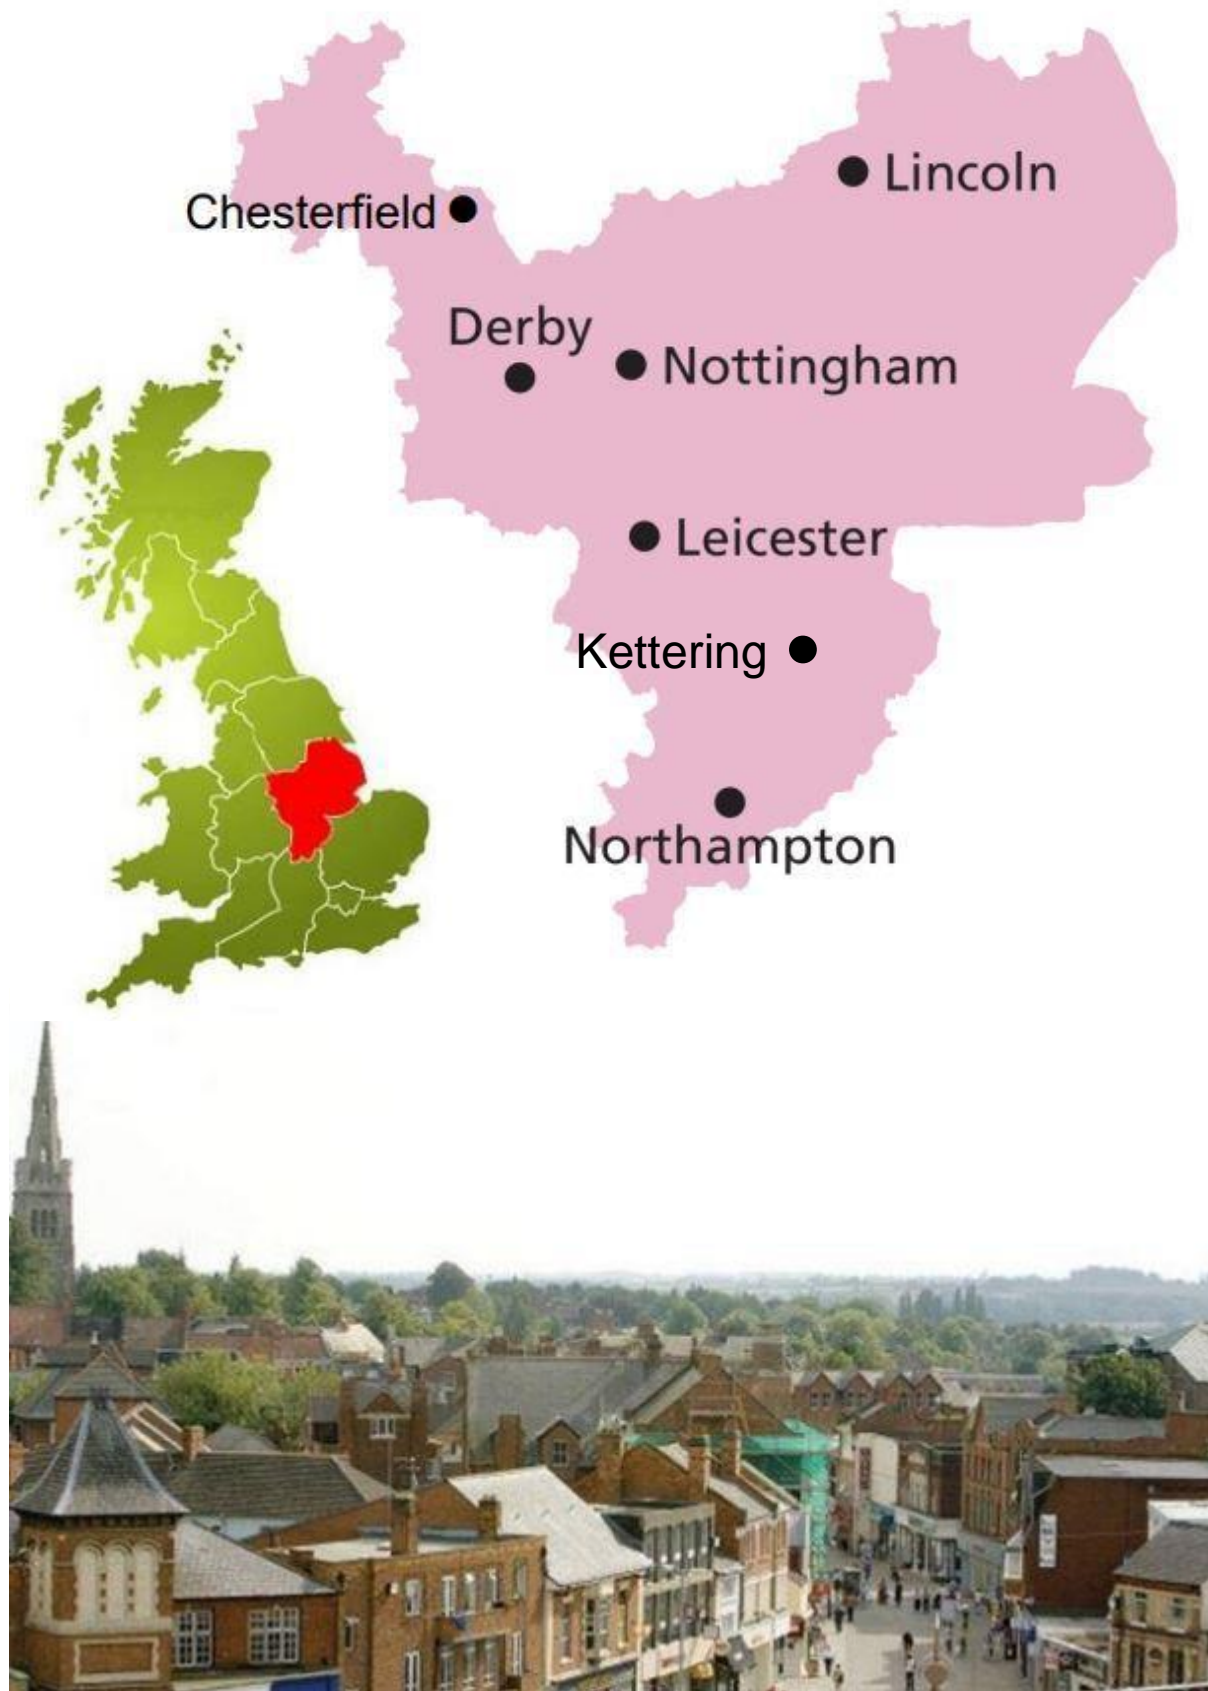 Lincoln
Chesterfield
Derby
Nottingham
Leicester
Kettering
Northampton